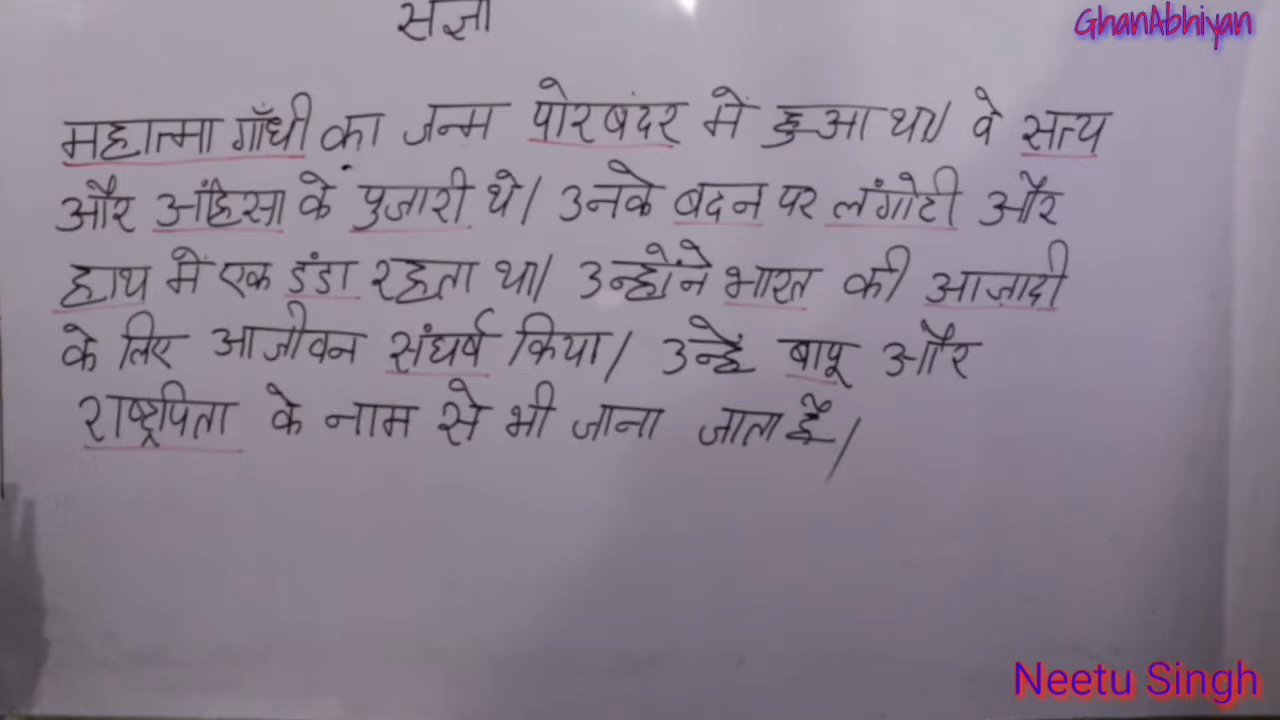 संज्ञा
GhanAbhiyan
महात्मा गाँधी का जन्म पोरबंदर में हुआ था। वे सत्य
और अंहिसा के पुजारी थे। उनके बदन पर लंगोटी और
हाथ में एक डंडा रहता था। उन्होंने भारत की आज़ादी
के लिए आजीवन संघर्ष किया। उन्हें बापू और
राष्ट्रपिता के नाम से भी जाना जाता है।
Neetu Singh